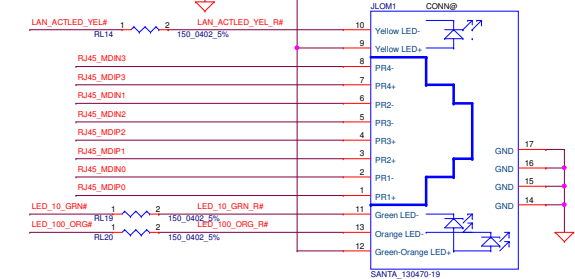 JLOM1 CONN@
LAN_ACTLED_YEL# 1 2 LAN_ACTLED_YEL_R# 10 Yellow LED-
RL14 150_0402_5%
9 Yellow LED+
RJ45_MDIN3 8 PR4-
RJ45_MDIP3 7 PR4+
RJ45_MDIN1 6 PR2-
RJ45_MDIN2 5 PR3-
RJ45_MDIP2 4 PR3+
RJ45_MDIP1 3 PR2+
RJ45_MDIN0 2 PR1-
RJ45_MDIP0 1 PR1+
GND 17
GND 16
GND 15
GND 14
LED_10_GRN# 1 2 LED_10_GRN_R# 11 Green LED-
RL19 150_0402_5%
LED_100_ORG# 1 2 LED_100_ORG_R# 13 Orange LED-
RL20 150_0402_5%
12 Green-Orange LED+
SANTA_130470-19